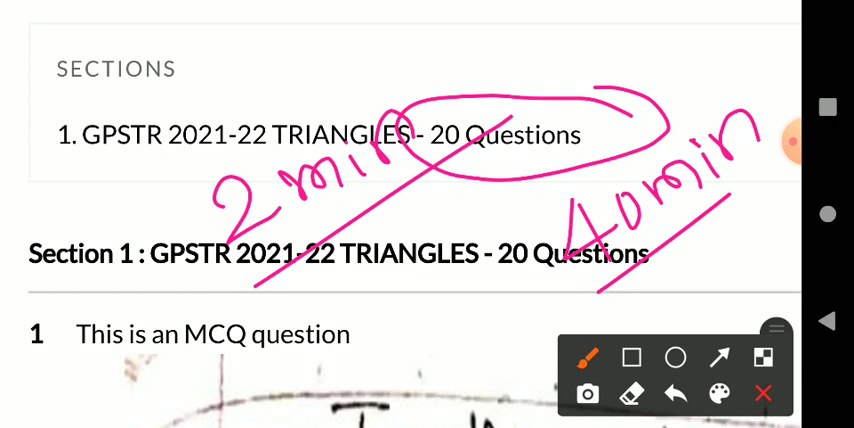 SECTIONS
1. GPSTR 2021-22 TRIANGLES - 20 Questions
2 min
40 min
Section 1 : GPSTR 2021-22 TRIANGLES - 20 Questions
1 This is an MCQ question